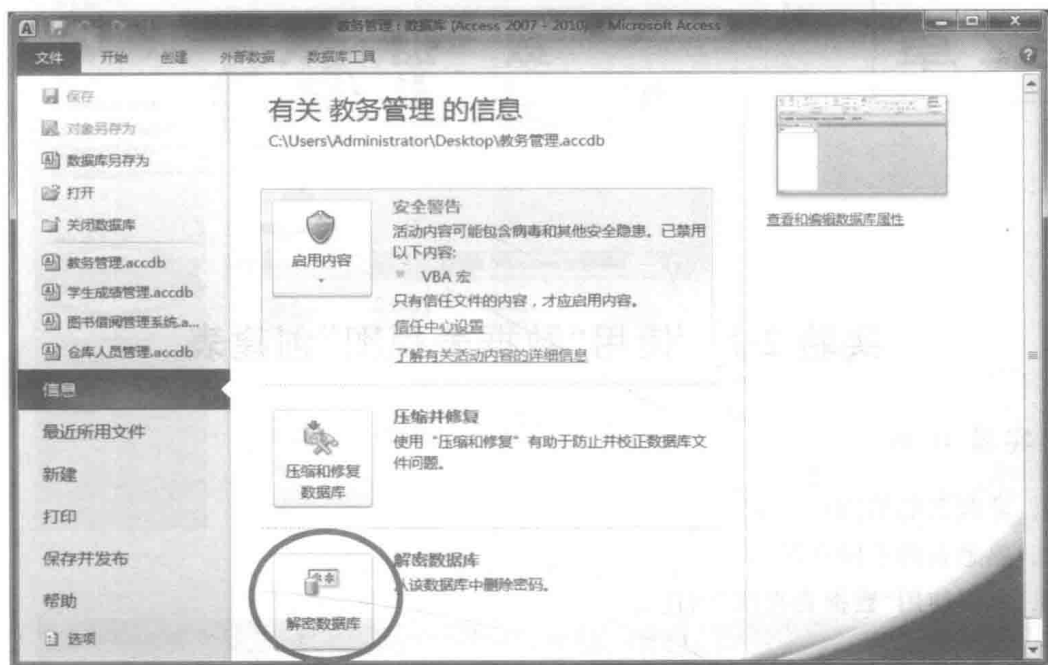 教务管理：数据库 (Access 2007 - 2010) - Microsoft Access
文件 开始 创建 外部数据 数据库工具
保存
对象另存为
数据库另存为
打开
关闭数据库
教务管理.accdb
学生成绩管理.accdb
图书借阅管理系统.a...
仓库人员管理.accdb
信息
最近所用文件
新建
打印
保存并发布
帮助
选项
有关 教务管理 的信息
C:\Users\Administrator\Desktop\教务管理.accdb
启用内容
安全警告
活动内容可能包含病毒和其他安全隐患。已禁用
以下内容:
VBA 宏
只有信任文件的内容，才应启用内容。
信任中心设置
了解有关活动内容的详细信息
压缩和修复
数据库
压缩并修复
使用“压缩和修复”有助于防止并校正数据库文
件问题。
解密数据库
解密数据库
从该数据库中删除密码。
查看和编辑数据库属性